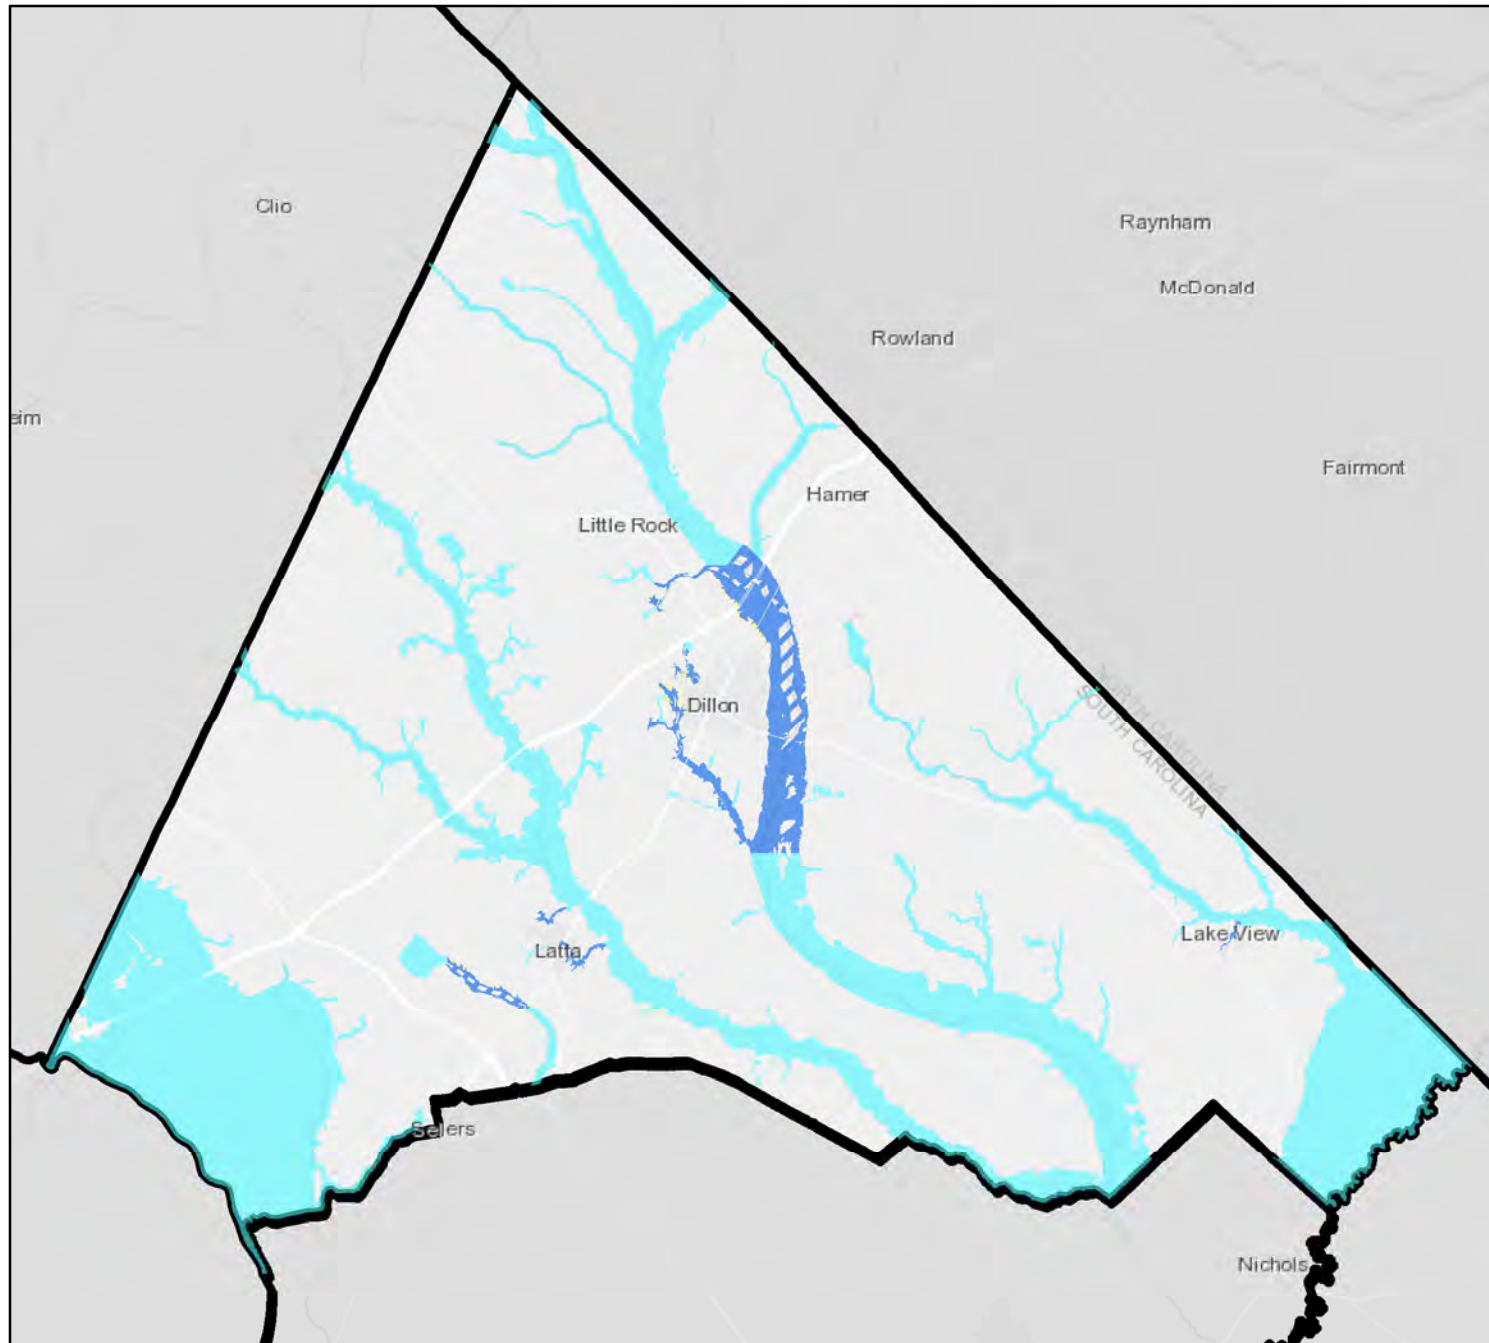 Clio
Raynham
McDonald
Rowland
eim
Fairmont
Hamer
Little Rock
Dillon
NORTH CAROLINA
SOUTH CAROLINA
Lake View
Latta
Sellers
Nichols